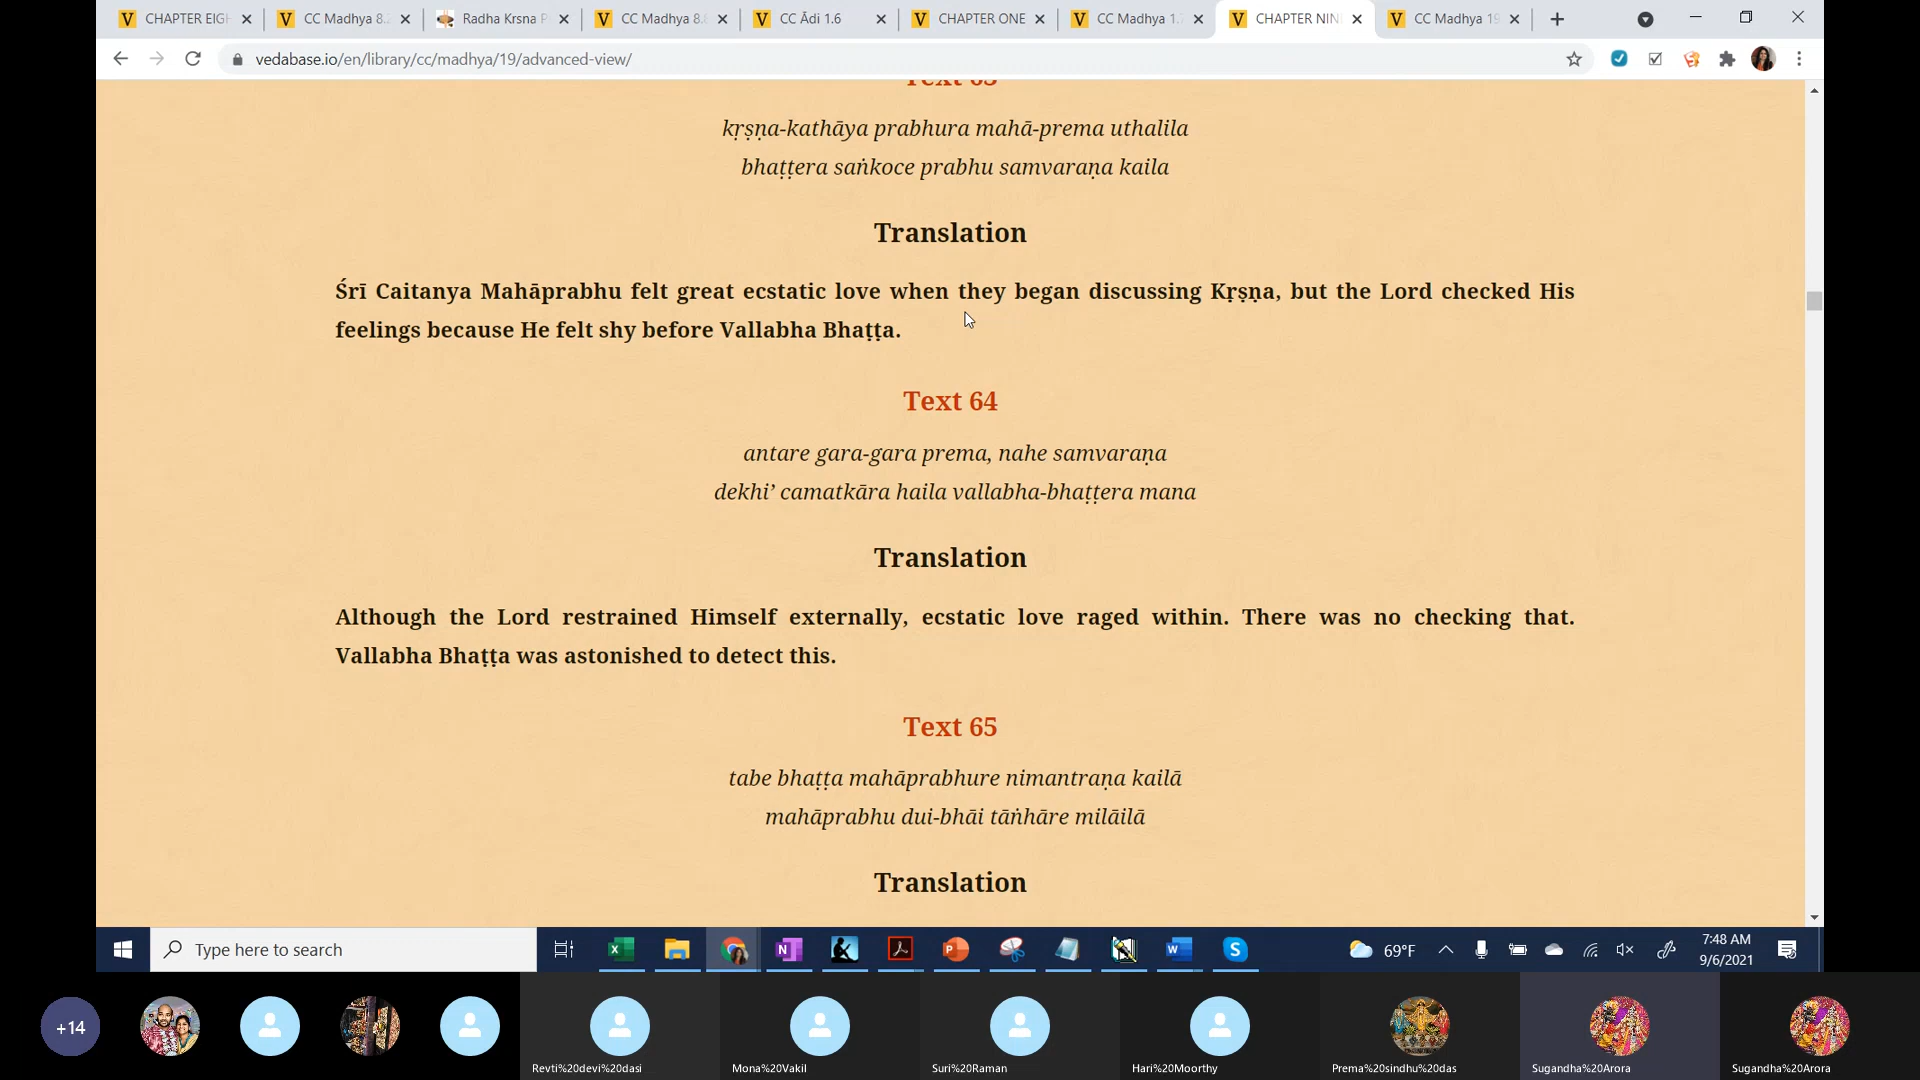 CHAPTER EIGH
CC Madhya 8.
Radha Krsna P
CC Madhya 8.
CC Ādi 1.6
CHAPTER ONE
CC Madhya 1.
CHAPTER NIN
CC Madhya 19
vedabase.io/en/library/cc/madhya/19/advanced-view/
Text 63
kṛṣṇa-kathāya prabhura mahā-prema uthalila
bhaṭṭera saṅkoce prabhu samvaraṇa kaila
Translation
Śrī Caitanya Mahāprabhu felt great ecstatic love when they began discussing Kṛṣṇa, but the Lord checked His
feelings because He felt shy before Vallabha Bhaṭṭa.
Text 64
antare gara-gara prema, nahe samvaraṇa
dekhi’ camatkāra haila vallabha-bhaṭṭera mana
Translation
Although the Lord restrained Himself externally, ecstatic love raged within. There was no checking that.
Vallabha Bhaṭṭa was astonished to detect this.
Text 65
tabe bhaṭṭa mahāprabhure nimantraṇa kailā
mahāprabhu dui-bhāi tāṅhāre milāilā
Translation
Type here to search
69°F
7:48 AM
9/6/2021
+14
Revti%20devi%20dasi
Mona%20Vakil
Suri%20Raman
Hari%20Moorthy
Prema%20sindhu%20das
Sugandha%20Arora
Sugandha%20Arora